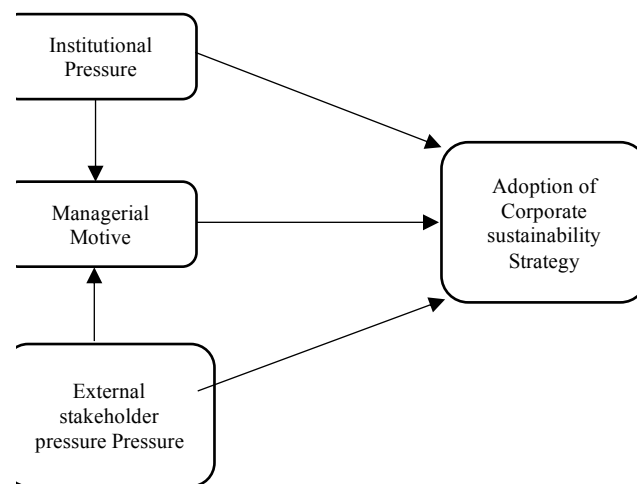 Institutional
Pressure
Managerial
Motive
External
stakeholder
pressure Pressure
Adoption of
Corporate
sustainability
Strategy